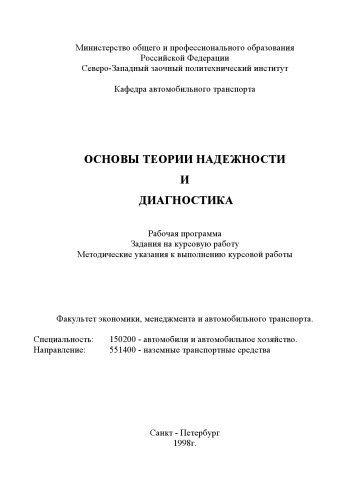 Министерство общего и профессионального образования
Российской Федерации
Северо-Западный заочный политехнический институт
Кафедра автомобильного транспорта
ОСНОВЫ ТЕОРИИ НАДЕЖНОСТИ
И
ДИАГНОСТИКА
Рабочая программа
Задания на курсовую работу
Методические указания к выполнению курсовой работы
Факультет экономики, менеджмента и автомобильного транспорта.
Специальность: 150200 - автомобили и автомобильное хозяйство.
Направление: 551400 - наземные транспортные средства
Санкт - Петербург
1998г.